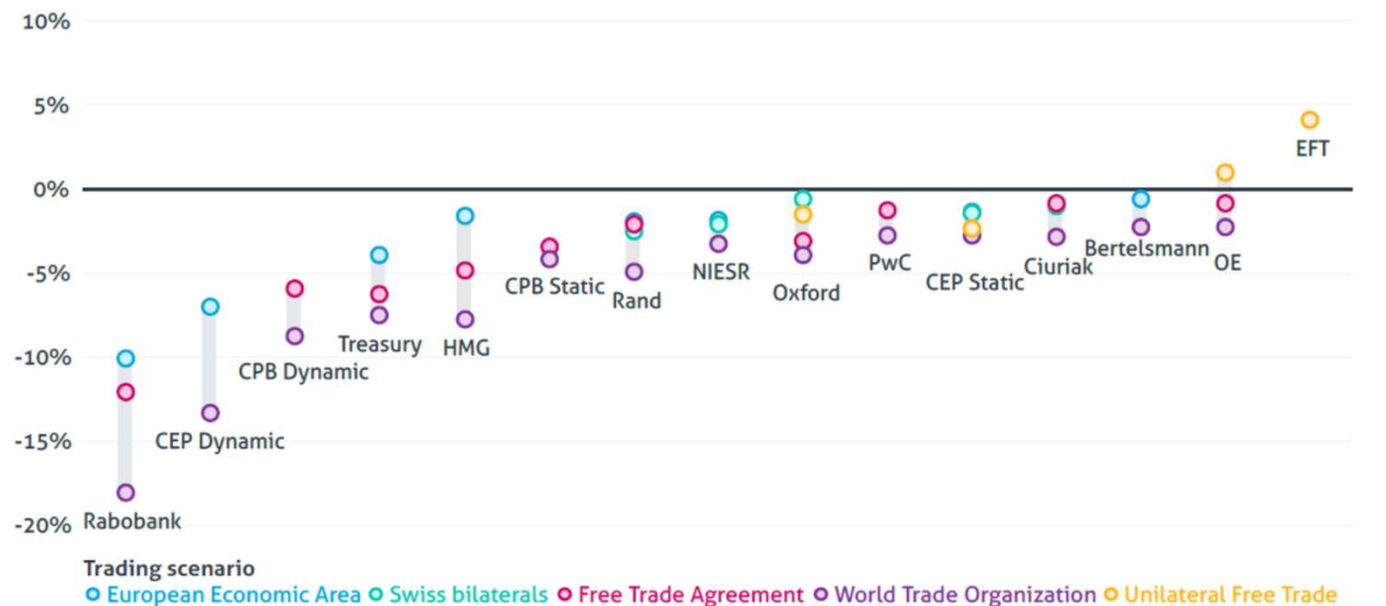 10%
5%
EFT
0%
-5%
CPB Static
Rand
NIESR
Oxford
PwC
CEP Static
Ciuriak
Bertelsmann
OE
-10%
CPB Dynamic
Treasury
HMG
-15%
CEP Dynamic
-20%
Rabobank
Trading scenario
European Economic Area Swiss bilaterals Free Trade Agreement World Trade Organization Unilateral Free Trade